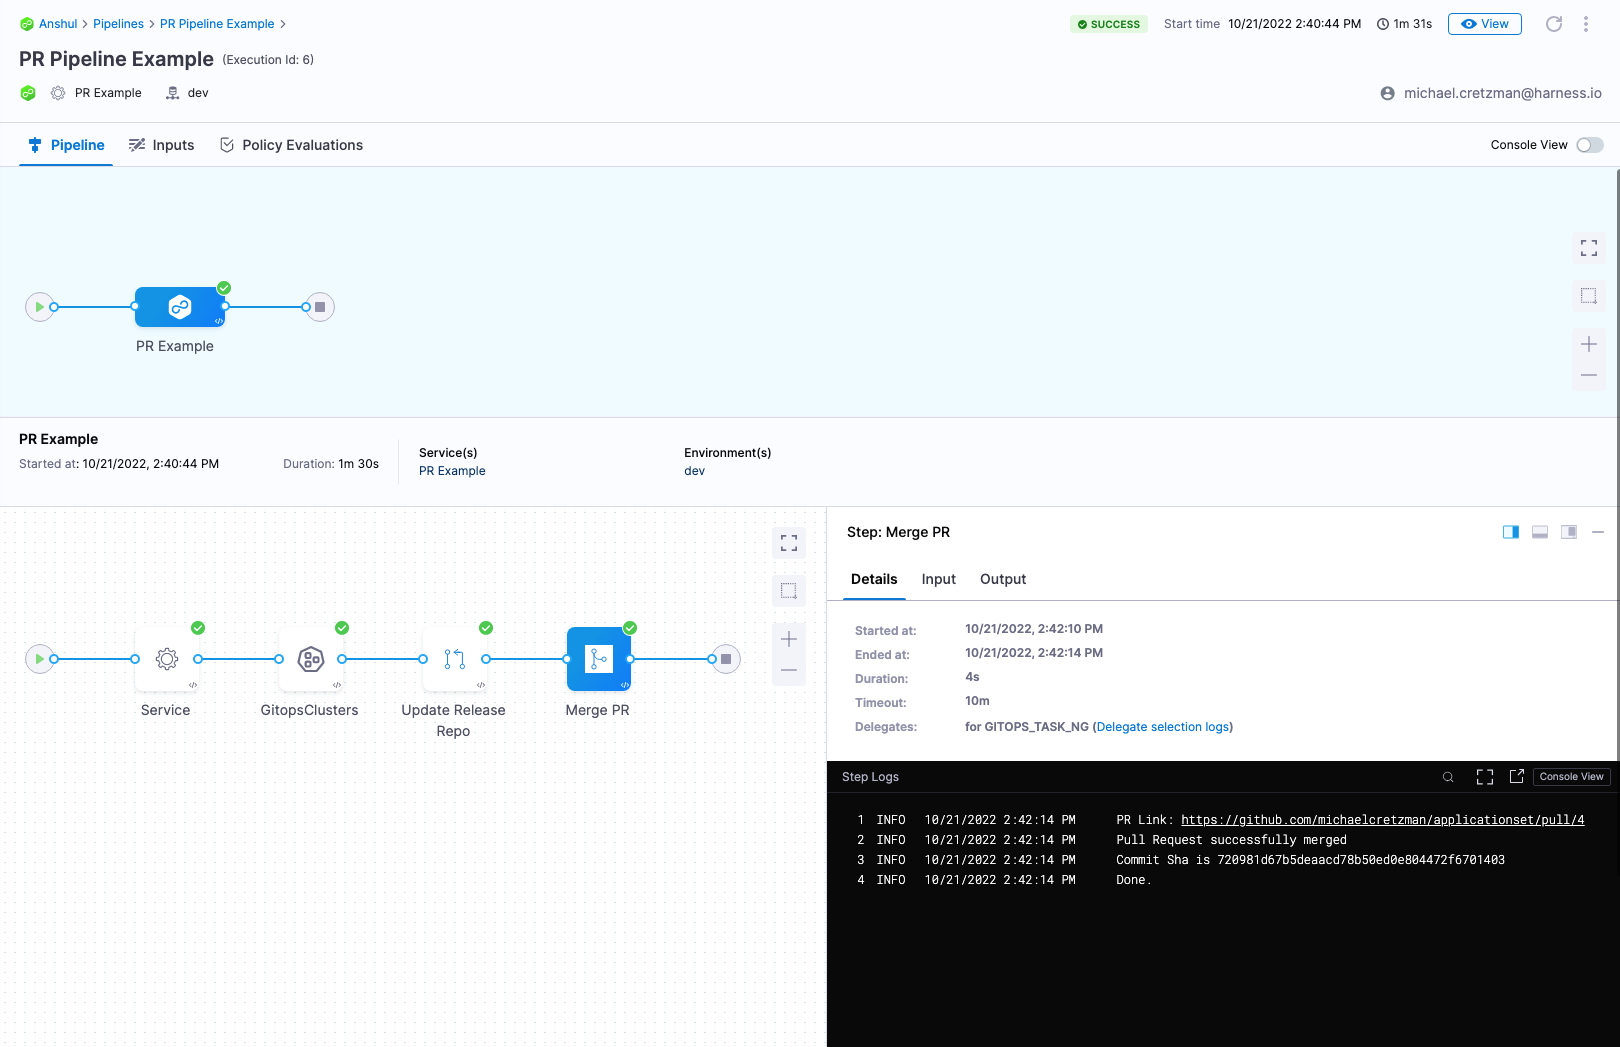 Anshul > Pipelines > PR Pipeline Example >
SUCCESS Start time 10/21/2022 2:40:44 PM 1m 31s View
PR Pipeline Example (Execution Id: 6)
PR Example dev
michael.cretzman@harness.io
Pipeline Inputs Policy Evaluations
Console View
PR Example
PR Example
Started at: 10/21/2022, 2:40:44 PM Duration: 1m 30s
Service(s)
PR Example
Environment(s)
dev
Service
GitopsClusters
Update Release
Repo
Merge PR
Step: Merge PR
Details Input Output
Started at: 10/21/2022, 2:42:10 PM
Ended at: 10/21/2022, 2:42:14 PM
Duration: 4s
Timeout: 10m
Delegates: for GITOPS_TASK_NG (Delegate selection logs)
Step Logs Console View
1 INFO 10/21/2022 2:42:14 PM PR Link: https://github.com/michaelcretzman/applicationset/pull/4
2 INFO 10/21/2022 2:42:14 PM Pull Request successfully merged
3 INFO 10/21/2022 2:42:14 PM Commit Sha is 720981d67b5deaacd78b50ed0e804472f6701403
4 INFO 10/21/2022 2:42:14 PM Done.